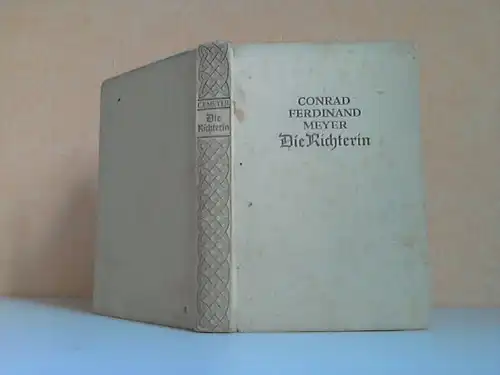 C.F.MEYER
Die
Richterin
CONRAD
FERDINAND
MEYER
Die Richterin